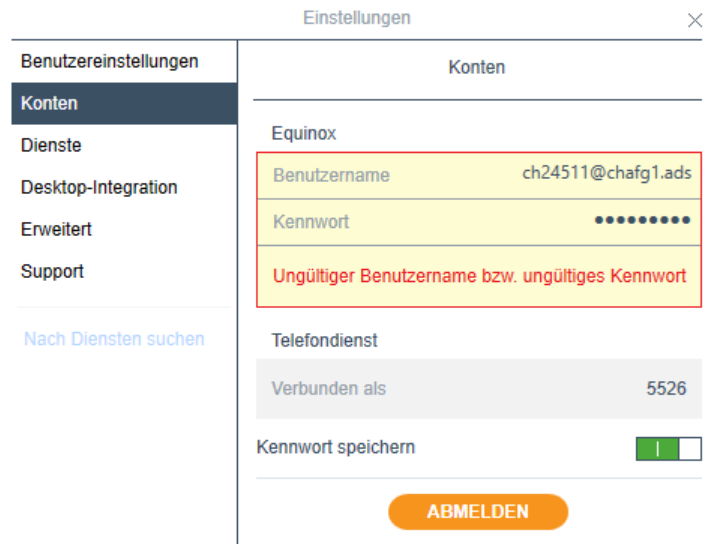 Einstellungen
Benutzereinstellungen
Konten
Dienste
Desktop-Integration
Erweitert
Support
Nach Diensten suchen
Konten
Equinox
Benutzername ch24511@chafg1.ads
Kennwort •••••••••
Ungültiger Benutzername bzw. ungültiges Kennwort
Telefondienst
Verbunden als 5526
Kennwort speichern
ABMELDEN